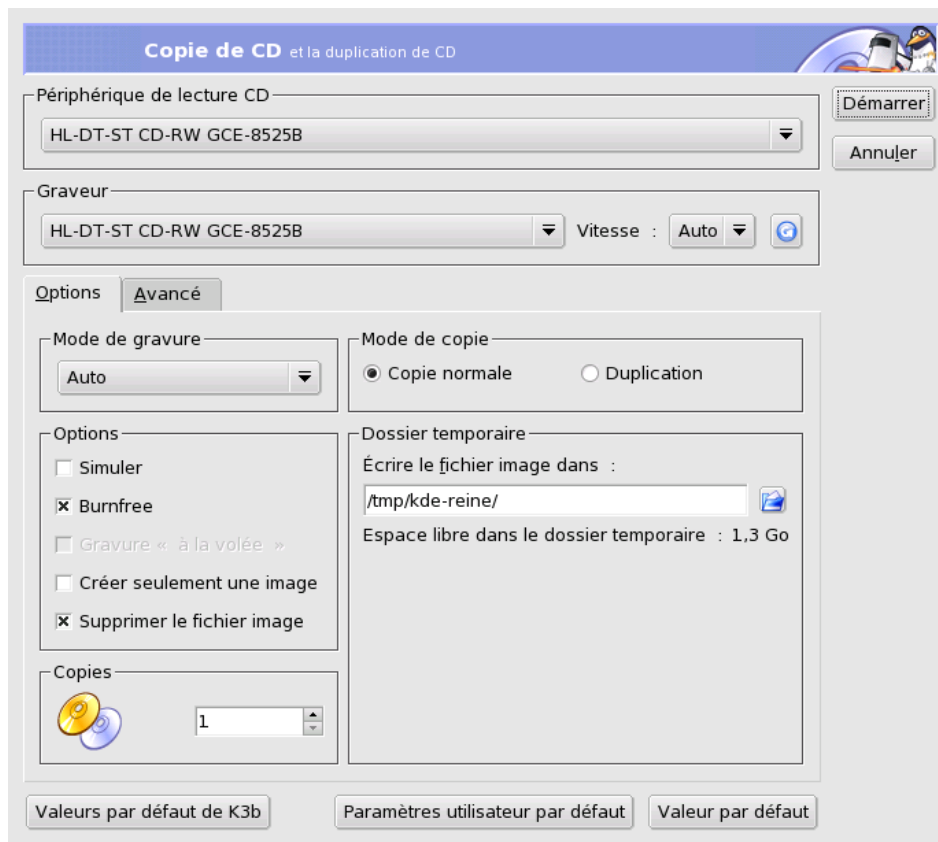 Copie de CD et la duplication de CD
Périphérique de lecture CD
HL-DT-ST CD-RW GCE-8525B
Démarrer
Annuler
Graveur
HL-DT-ST CD-RW GCE-8525B Vitesse : Auto
Options Avancé
Mode de gravure
Auto
Mode de copie
Copie normale Duplication
Options
Simuler
Burnfree
Gravure « à la volée »
Créer seulement une image
Supprimer le fichier image
Dossier temporaire
Écrire le fichier image dans :
/tmp/kde-reine/
Espace libre dans le dossier temporaire : 1,3 Go
Copies
1
Valeurs par défaut de K3b Paramètres utilisateur par défaut Valeur par défaut